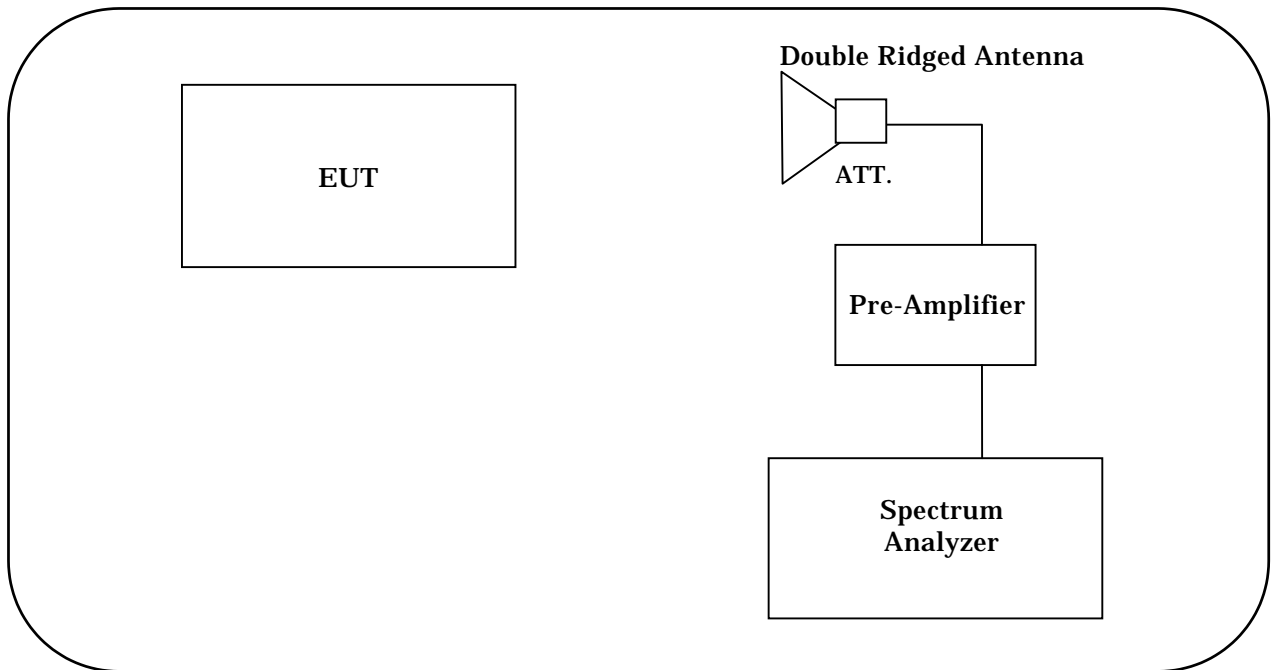 Double Ridged Antenna
EUT
ATT.
Pre-Amplifier
Spectrum
Analyzer